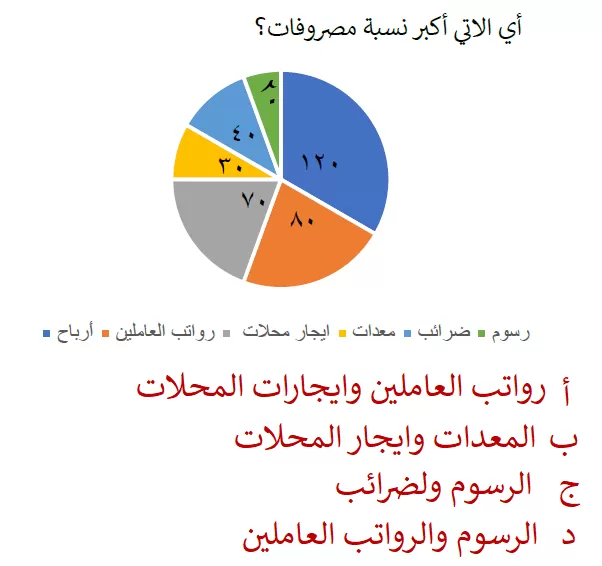 أي الاتي أكبر نسبة مصروفات؟
٢٠
٤٠
١٢٠
٣٠
٧٠
٨٠
رسوم ضرائب معدات ايجار محلات رواتب العاملين أرباح
أ رواتب العاملين وايجارات المحلات
ب المعدات وايجار المحلات
ج الرسوم ولضرائب
د الرسوم والرواتب العاملين